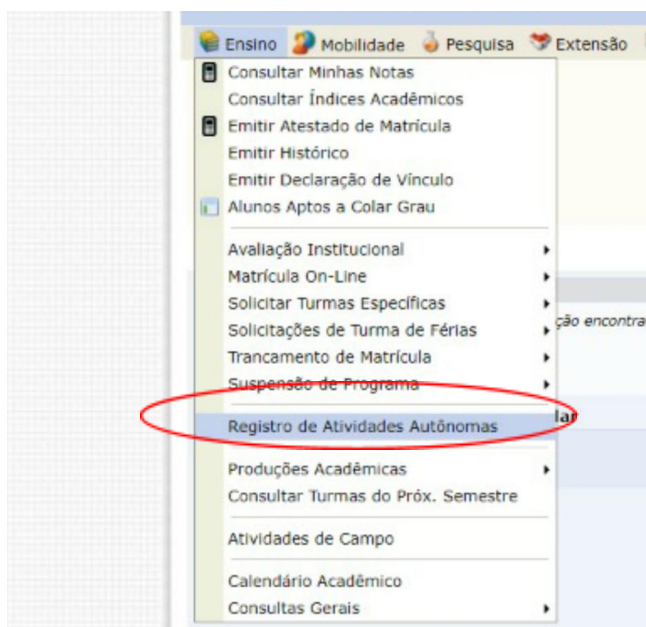 Ensino Mobilidade Pesquisa Extensão
Consultar Minhas Notas
Consultar Índices Acadêmicos
Emitir Atestado de Matrícula
Emitir Histórico
Emitir Declaração de Vínculo
Alunos Aptos a Colar Grau
Avaliação Institucional
Matrícula On-Line
Solicitar Turmas Específicas
Solicitações de Turma de Férias
ção encontra
Trancamento de Matrícula
Suspensão de Programa
Registro de Atividades Autônomas
lar
Produções Acadêmicas
Consultar Turmas do Próx. Semestre
Atividades de Campo
Calendário Acadêmico
Consultas Gerais